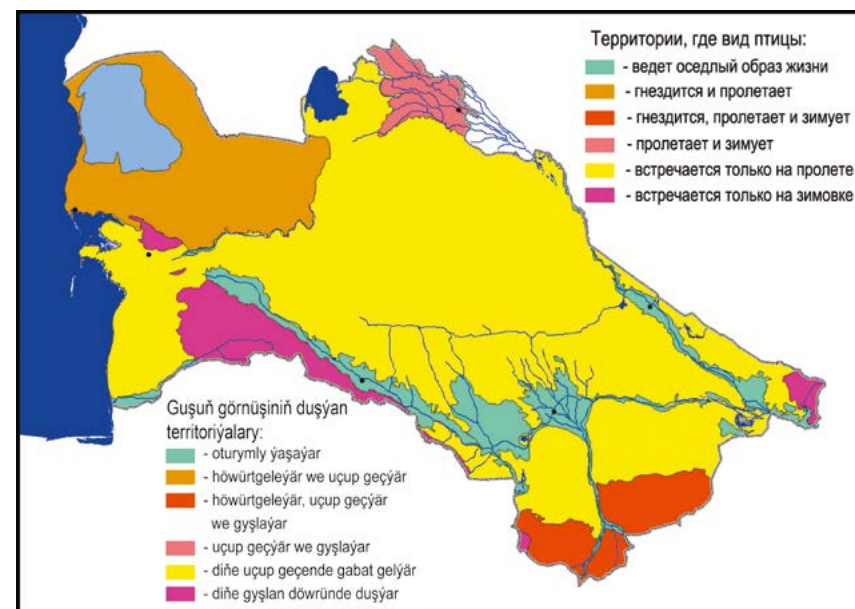 Территории, где вид птицы:
- ведет оседлый образ жизни
- гнездится и пролетает
- гнездится, пролетает и зимует
- пролетает и зимует
- встречается только на пролете
- встречается только на зимовке
Guşuň görnüşiniň duşýan
territoriýalary:
- oturymly ýaşaýar
- höwürtgeleýär we uçup geçýär
- höwürtgeleýär, uçup geçýär
we gyşlaýar
- uçup geçýär we gyşlaýar
- diňe uçup geçende gabat gelýär
- diňe gyşlan döwründe duşýar